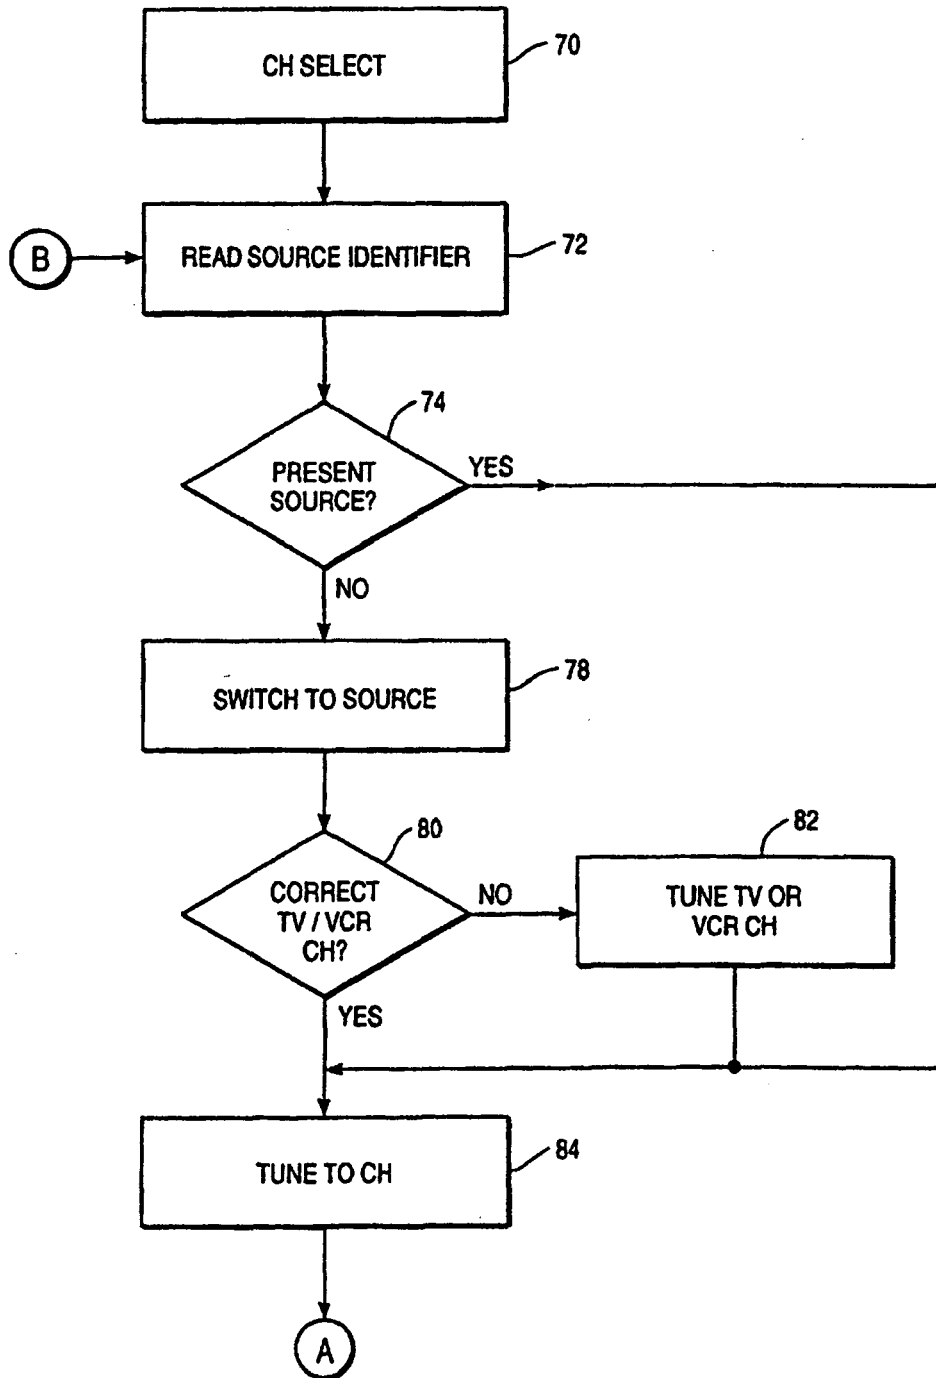 CH SELECT
70
B
READ SOURCE IDENTIFIER
72
74
PRESENT
SOURCE?
YES
NO
SWITCH TO SOURCE
78
80
CORRECT
TV / VCR
CH?
NO
82
TUNE TV OR
VCR CH
YES
TUNE TO CH
84
A